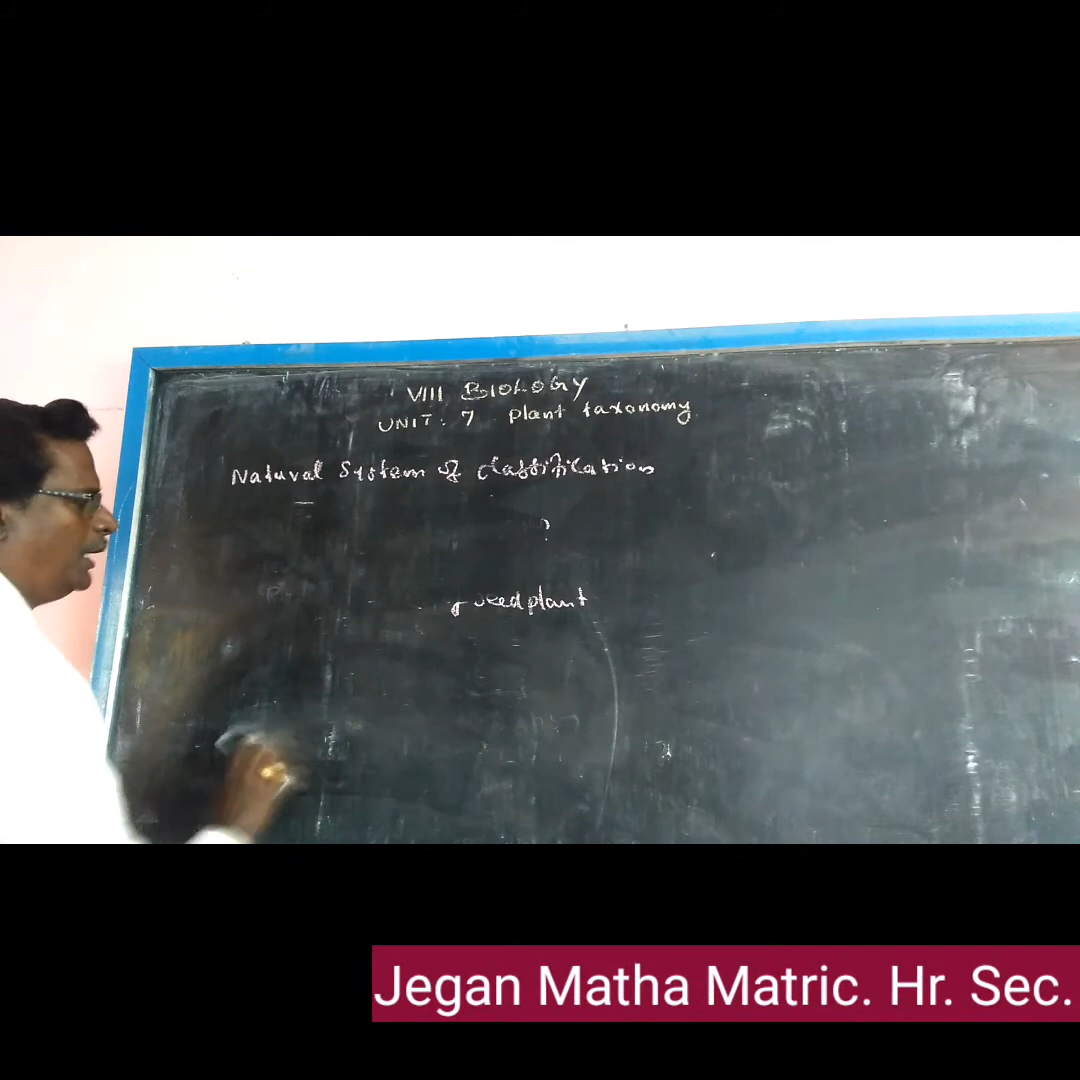 VIII BIOLOGY
UNIT: 7 Plant taxonomy
Natural System of classification
seed plant
Jegan Matha Matric. Hr. Sec.